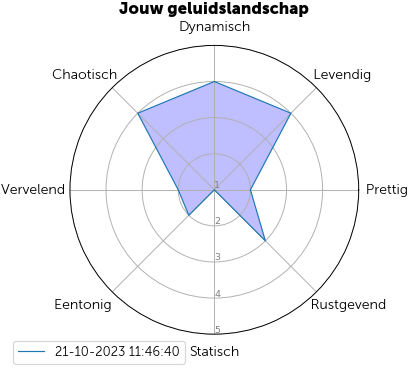 Jouw geluidslandschap
Dynamisch
Chaotisch
Levendig
Vervelend
1
Prettig
2
3
4
Eentonig
Rustgevend
5
21-10-2023 11:46:40
Statisch